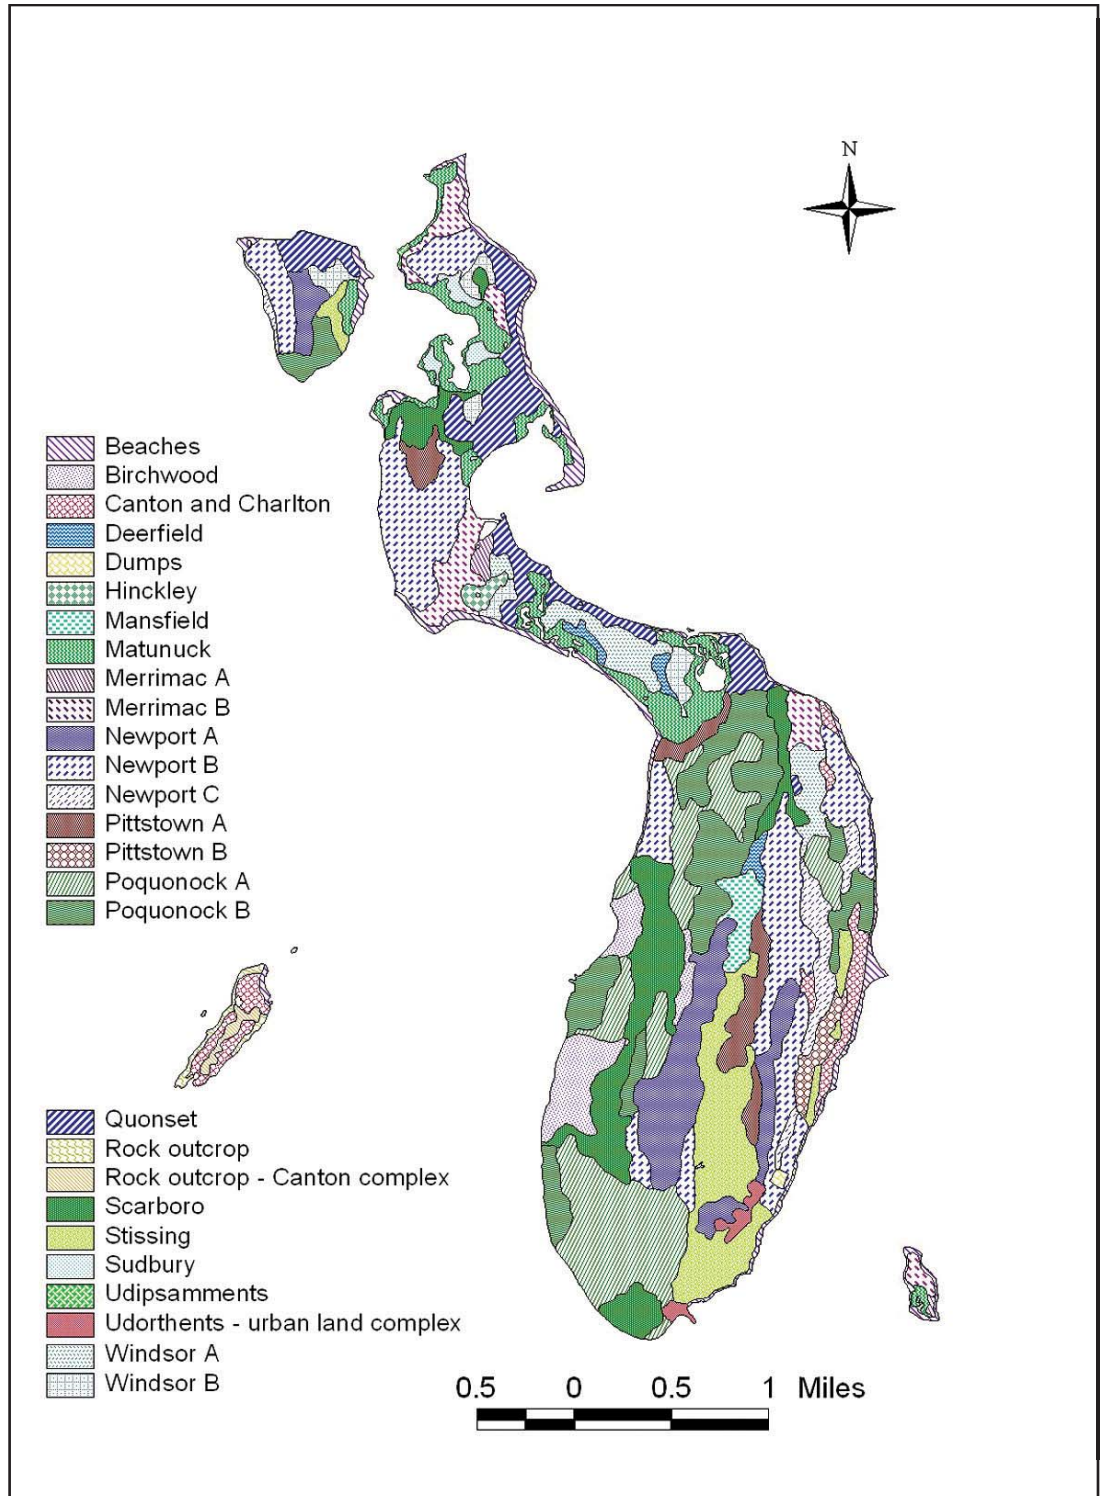 N
Beaches
Birchwood
Canton and Charlton
Deerfield
Dumps
Hinckley
Mansfield
Matunuck
Merrimac A
Merrimac B
Newport A
Newport B
Newport C
Pittstown A
Pittstown B
Poquonock A
Poquonock B
Quonset
Rock outcrop
Rock outcrop - Canton complex
Scarboro
Stissing
Sudbury
Udipsamments
Udorthents - urban land complex
Windsor A
Windsor B
0.5 0 0.5 1 Miles